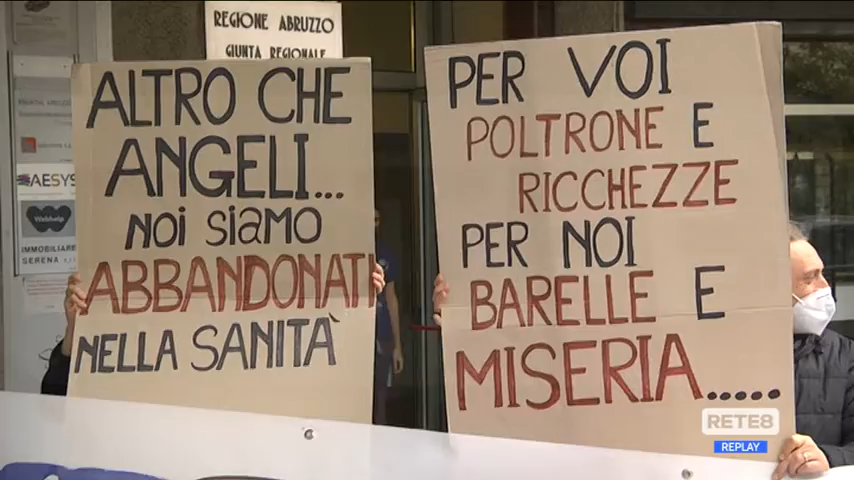 REGIONE ABRUZZO
GIUNTA REGIONALE
ALTRO CHE
ANGELI...
NOI SIAMO
ABBANDONATI
NELLA SANITÀ
PER VOI
POLTRONE E
RICCHEZZE
PER NOI
BARELLE E
MISERIA......
AESYS
Webhelp
IMMOBILIARE
SERENA
RETE8
REPLAY